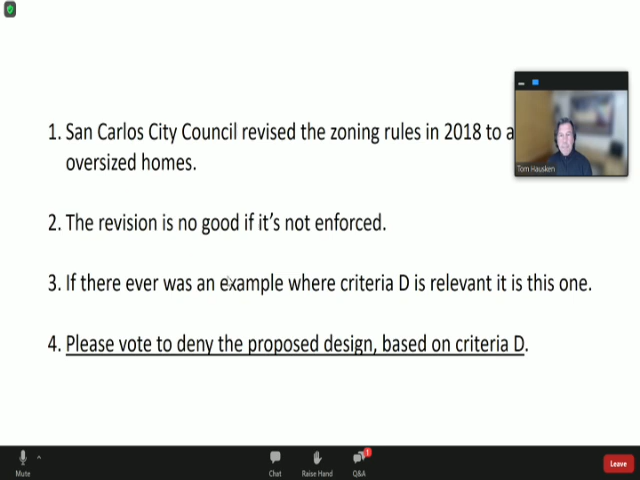 1. San Carlos City Council revised the zoning rules in 2018 to
oversized homes.
2. The revision is no good if it's not enforced.
3. If there ever was an example where criteria D is relevant it is this one.
4. Please vote to deny the proposed design, based on criteria D.
Tom Hausken
Mute
Chat
Raise Hand
Q&A
1
Leave